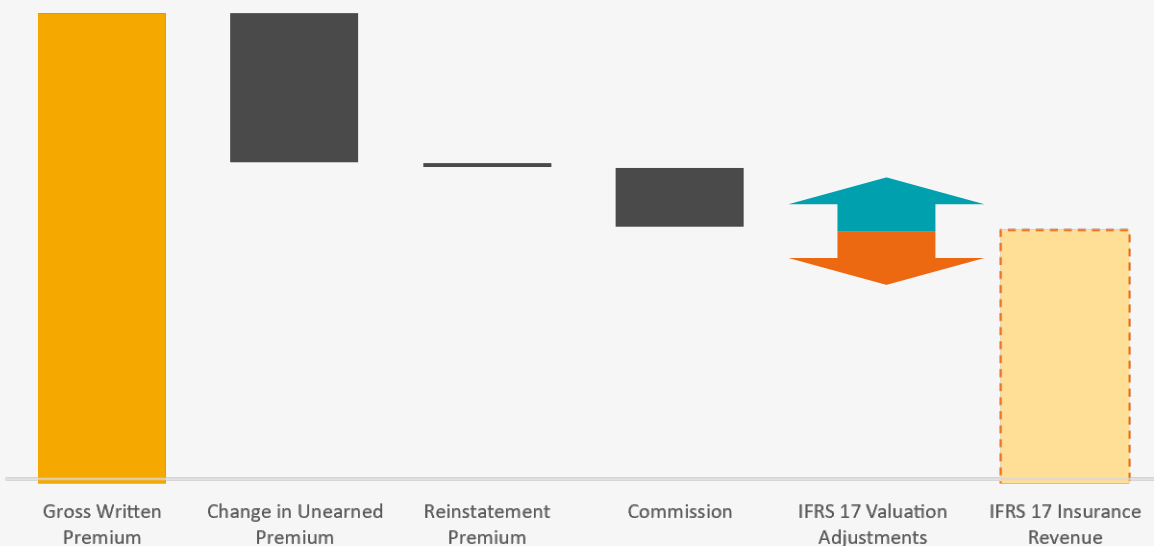 Gross Written
Premium
Change in Unearned
Premium
Reinstatement
Premium
Commission
IFRS 17 Valuation
Adjustments
IFRS 17 Insurance
Revenue